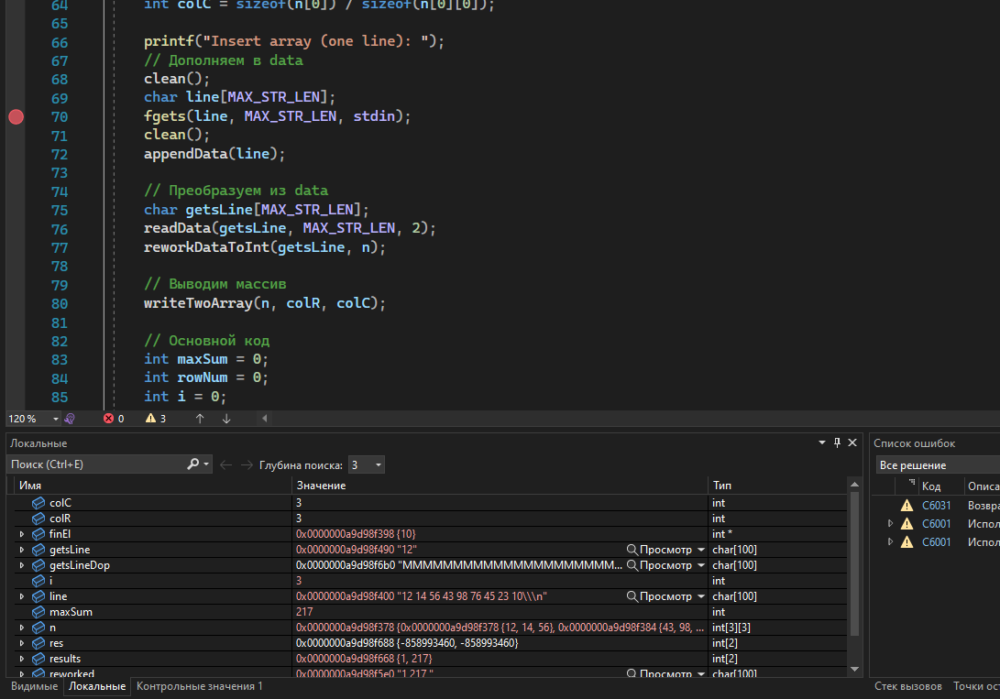 64 int colC = sizeof(n[0]) / sizeof(n[0][0]);
65
66 printf("Insert array (one line): ");
67 // Дополняем в data
68 clean();
69 char line[MAX_STR_LEN];
70 fgets(line, MAX_STR_LEN, stdin);
71 clean();
72 appendData(line);
73
74 // Преобразуем из data
75 char getsLine[MAX_STR_LEN];
76 readData(getsLine, MAX_STR_LEN, 2);
77 reworkDataToInt(getsLine, n);
78
79 // Выводим массив
80 writeTwoArray(n, colR, colC);
81
82 // Основной код
83 int maxSum = 0;
84 int rowNum = 0;
85 int i = 0;
120 % 0 3
Локальные
Поиск (Ctrl+E) Глубина поиска: 3
Имя Значение Тип
colC 3 int
colR 3 int
finEl 0x0000000a9d98f398 {10} int *
getsLine 0x0000000a9d98f490 "12" Просмотр char[100]
getsLineDop 0x0000000a9d98f6b0 "MMMMMMMMMMMMMMMMMMMMMM... Просмотр char[100]
i 3 int
line 0x0000000a9d98f400 "12 14 56 43 98 76 45 23 10\\\n" Просмотр char[100]
maxSum 217 int
n 0x0000000a9d98f378 {0x0000000a9d98f378 {12, 14, 56}, 0x0000000a9d98f384 {43, 98, ... int[3][3]
res 0x0000000a9d98f688 {-858993460, -858993460} int[2]
results 0x0000000a9d98f668 {1, 217} int[2]
reworked 0x0000000a9d98f5e0 "1 217 " Просмотр char[100]
Видимые Локальные Контрольные значения 1
Список ошибок
Все решение
Код Описа
C6031 Возвра
C6001 Испол
C6001 Испол
Стек вызовов Точки ост